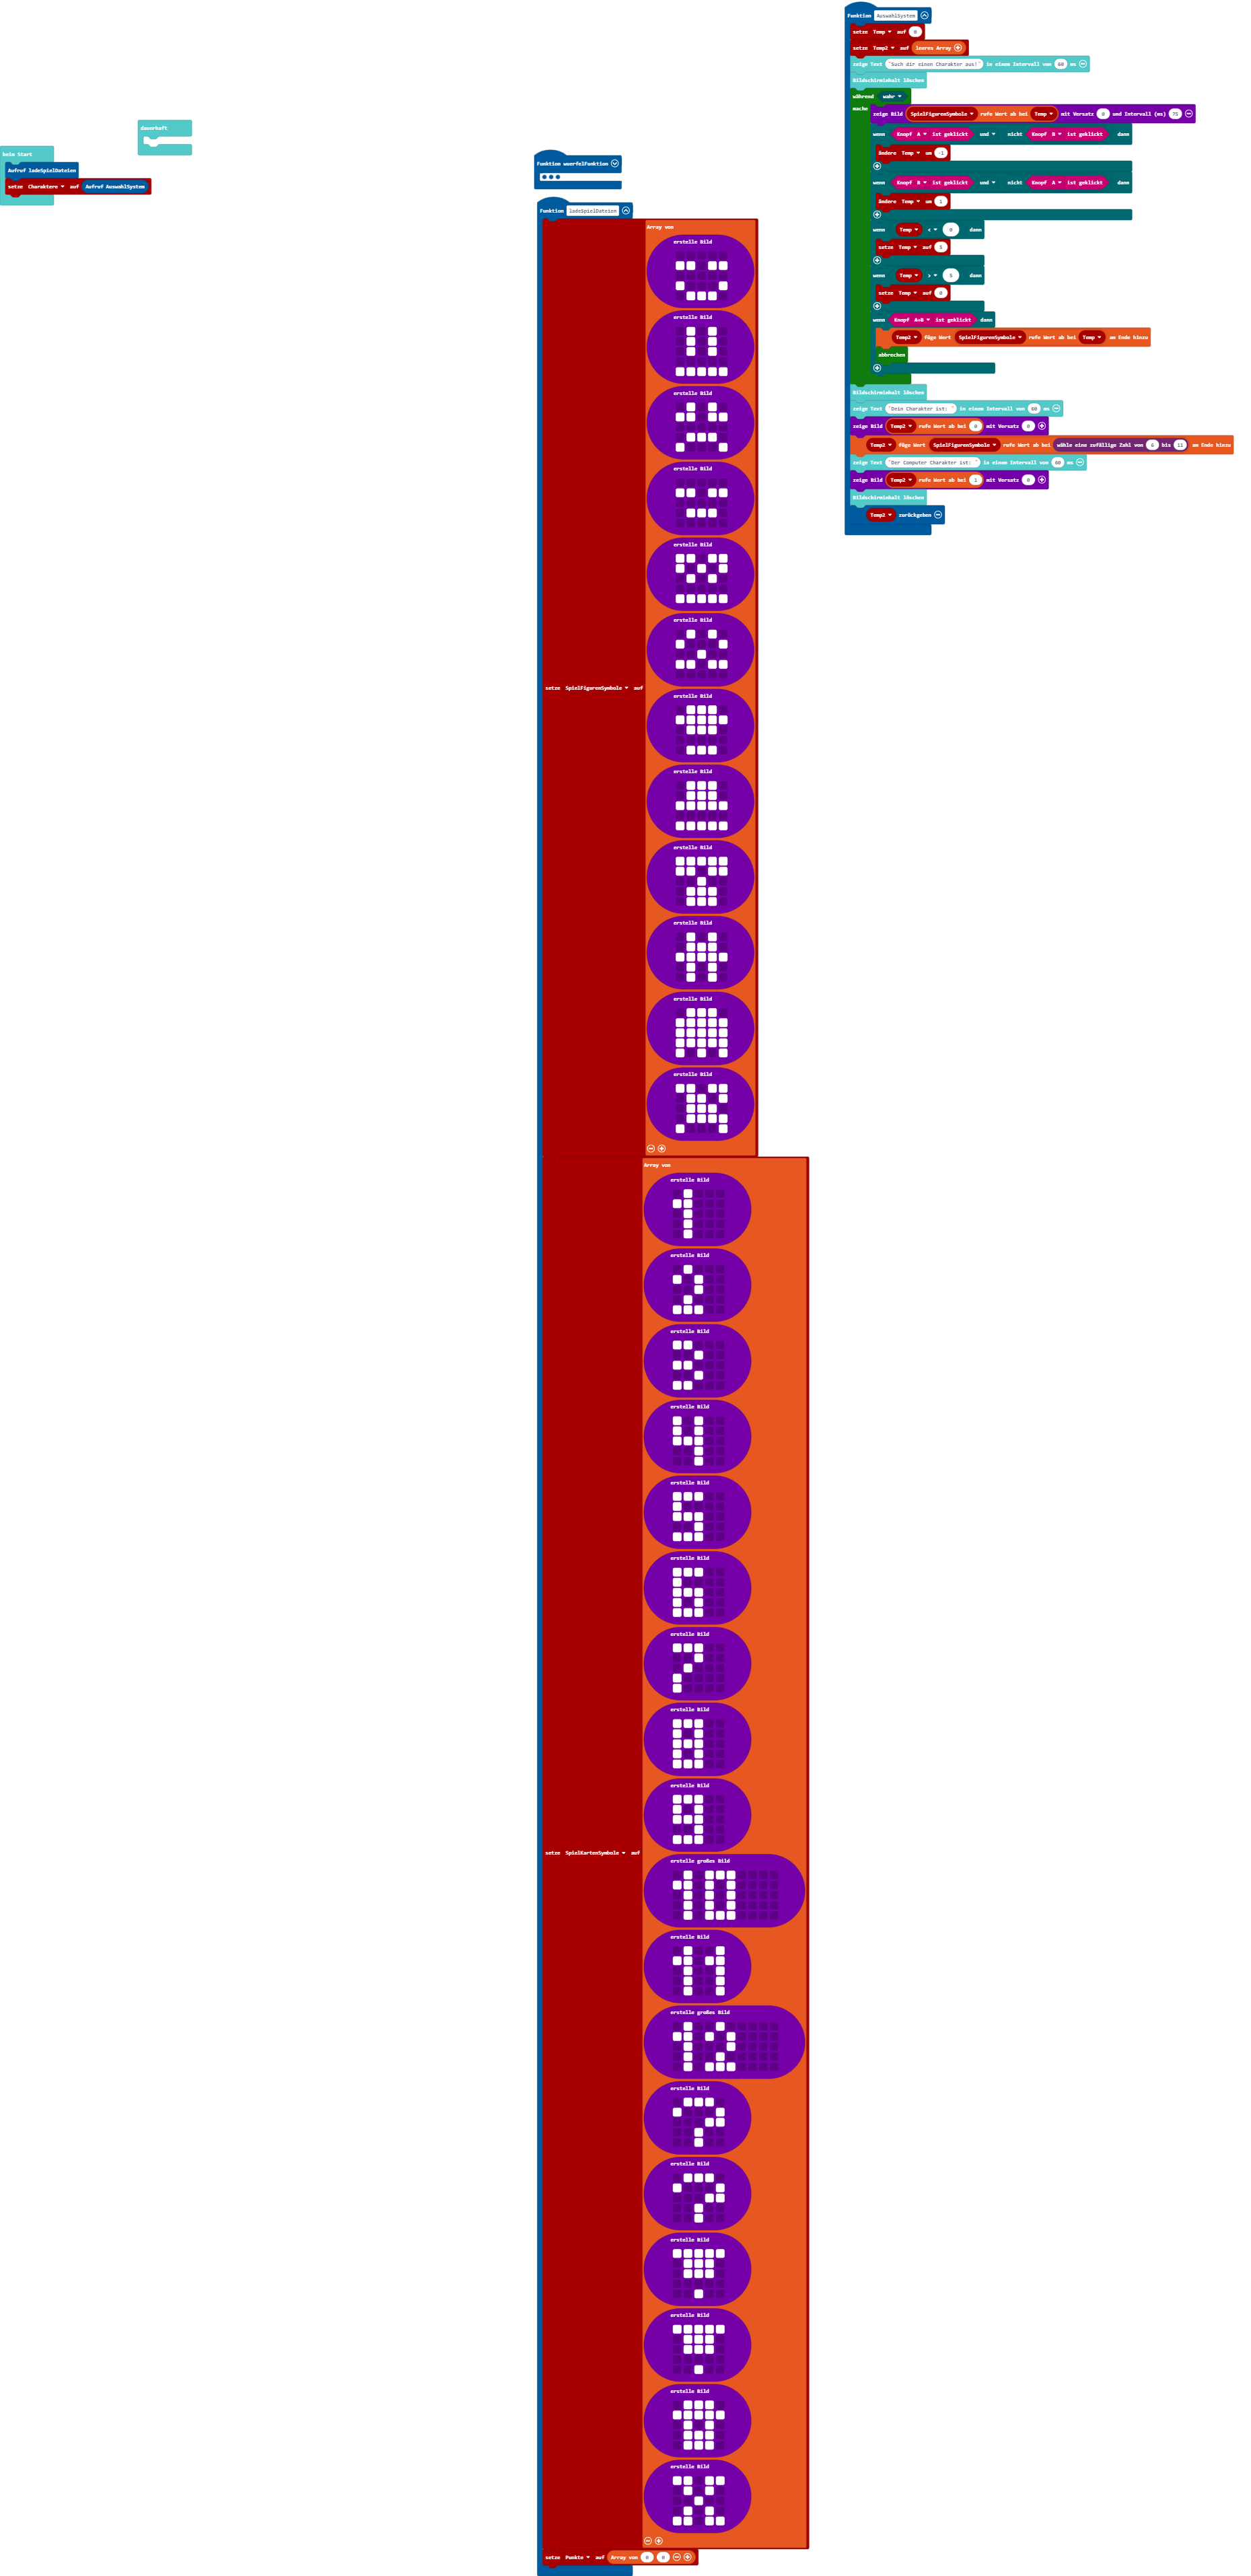 beim Start
Aufruf ladeSpielDateien
setze Charaktere auf Aufruf AuswahlSystem
dauerhaft
Funktion wuerfelFunktion
Funktion ladeSpielDateien
setze SpielFigurenSymbole auf
Array von
erstelle Bild
erstelle Bild
erstelle Bild
erstelle Bild
erstelle Bild
erstelle Bild
erstelle Bild
erstelle Bild
erstelle Bild
erstelle Bild
erstelle Bild
erstelle Bild
setze SpielKartenSymbole auf
Array von
erstelle Bild
erstelle Bild
erstelle Bild
erstelle Bild
erstelle Bild
erstelle Bild
erstelle Bild
erstelle Bild
erstelle Bild
erstelle großes Bild
erstelle Bild
erstelle großes Bild
erstelle Bild
erstelle Bild
erstelle Bild
erstelle Bild
erstelle Bild
erstelle Bild
setze Punkte auf Array von 0 0
Funktion AuswahlSystem
setze Temp auf 0
setze Temp2 auf leeres Array
zeige Text "Such dir einen Charakter aus!" in einem Intervall von 60 ms
Bildschirminhalt löschen
während wahr
mache
zeige Bild SpielFigurenSymbole rufe Wert ab bei Temp mit Versatz 0 und Intervall (ms) 75
wenn Knopf A ist geklickt und nicht Knopf B ist geklickt dann
ändere Temp um -1
wenn Knopf B ist geklickt und nicht Knopf A ist geklickt dann
ändere Temp um 1
wenn Temp < 0 dann
setze Temp auf 5
wenn Temp > 5 dann
setze Temp auf 0
wenn Knopf A+B ist geklickt dann
Temp2 füge Wert SpielFigurenSymbole rufe Wert ab bei Temp am Ende hinzu
abbrechen
Bildschirminhalt löschen
zeige Text "Dein Charakter ist: " in einem Intervall von 60 ms
zeige Bild Temp2 rufe Wert ab bei 0 mit Versatz 0
Temp2 füge Wert SpielFigurenSymbole rufe Wert ab bei wähle eine zufällige Zahl von 6 bis 11 am Ende hinzu
zeige Text "Der Computer Charakter ist: " in einem Intervall von 60 ms
zeige Bild Temp2 rufe Wert ab bei 1 mit Versatz 0
Bildschirminhalt löschen
Temp2 zurückgeben